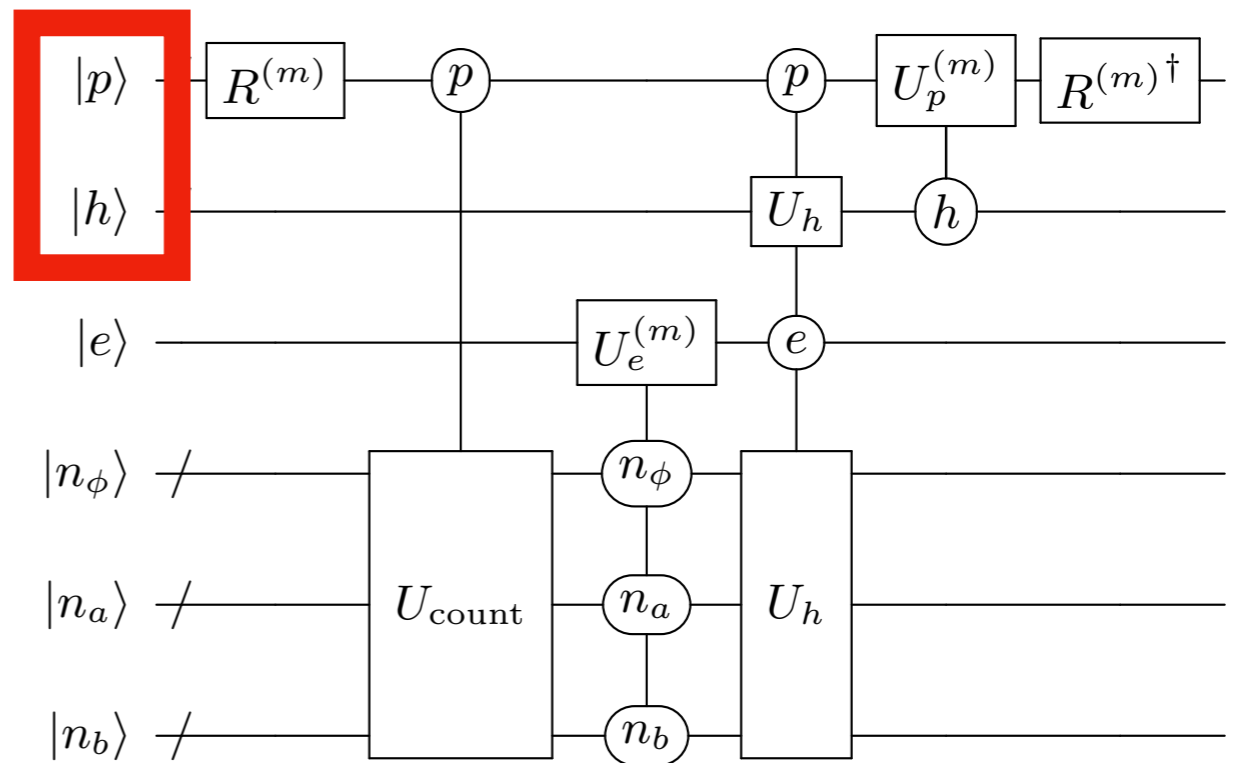 |p⟩ R^{(m)} p p U_p^{(m)} R^{(m)†}
|h⟩ U_h h
|e⟩ U_e^{(m)} e
|n_ϕ⟩ n_ϕ
|n_a⟩ U_count n_a U_h
|n_b⟩ n_b